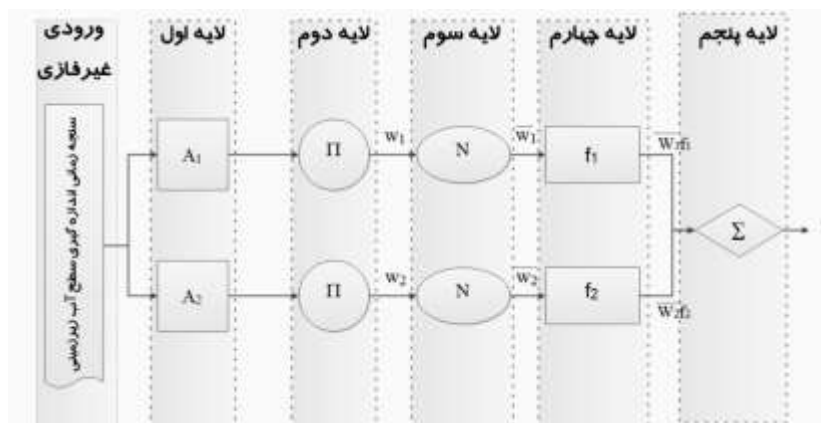 ورودی
غیرفازی
لایه اول
لایه دوم
لایه سوم
لایه چهارم
لایه پنجم
سنجه زمانی اندازه گیری سطح آب زیرزمینی
A₁
Π
w₁
N
w̅₁
f₁
w̅₁f₁
Σ
A₂
Π
w₂
N
w̅₂
f₂
w̅₂f₂